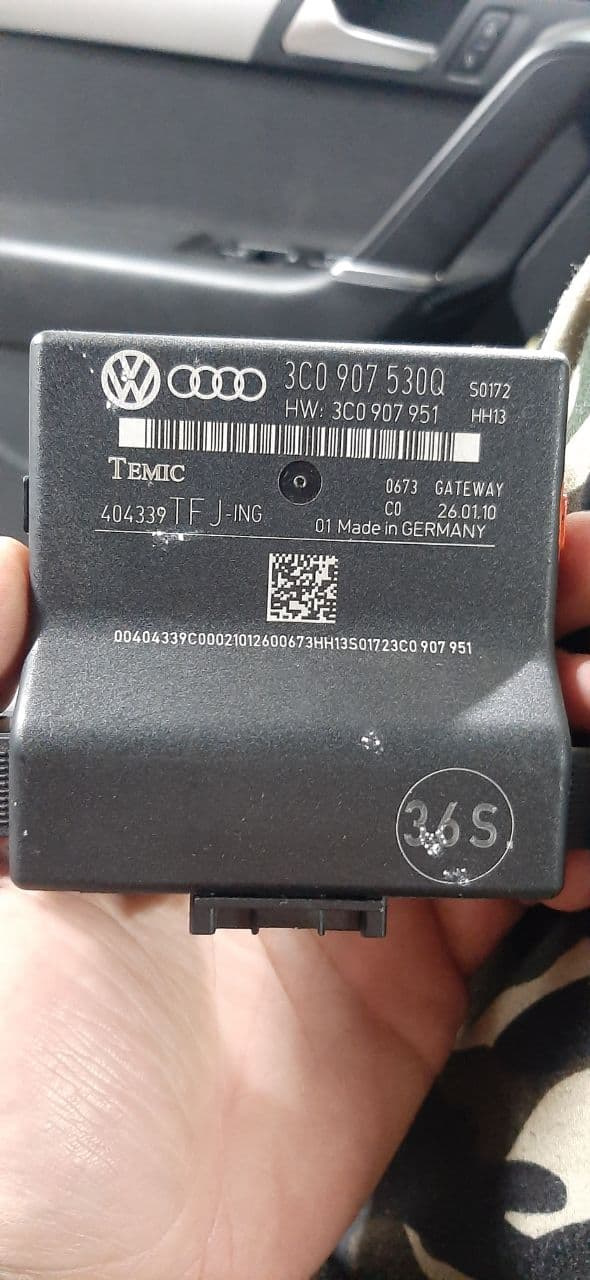 3C0 907 530Q S0172
HW: 3C0 907 951 HH13
TEMIC
0673 GATEWAY
C0 26.01.10
404339 TFJ-ING
01 Made in GERMANY
00404339C00021012600673HH13S01723C0 907 951
36S